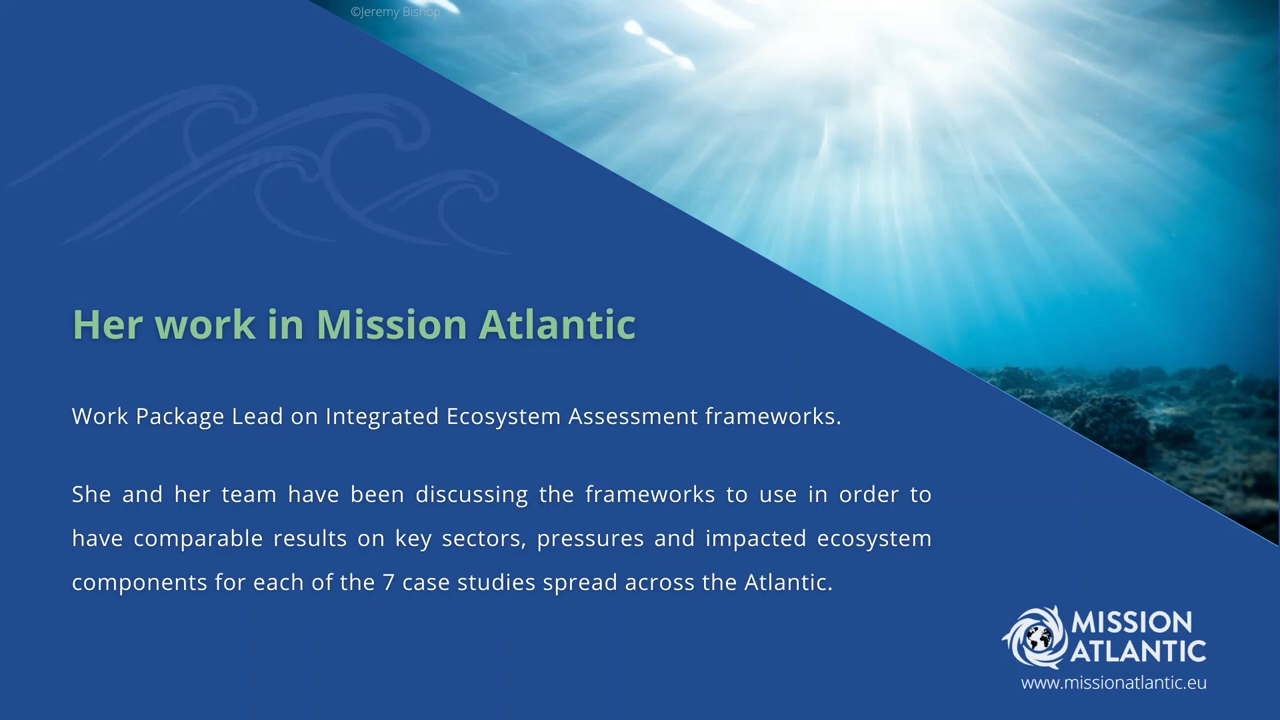 ©Jeremy Bishop
Her work in Mission Atlantic
Work Package Lead on Integrated Ecosystem Assessment frameworks.
She and her team have been discussing the frameworks to use in order to
have comparable results on key sectors, pressures and impacted ecosystem
components for each of the 7 case studies spread across the Atlantic.
MISSION
ATLANTIC
www.missionatlantic.eu